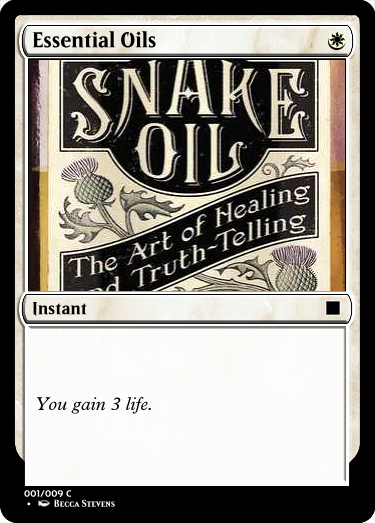 Essential Oils
SNAKE
OIL
The Art of Healing
and Truth-Telling
Instant
You gain 3 life.
001/009 C
• Becca Stevens